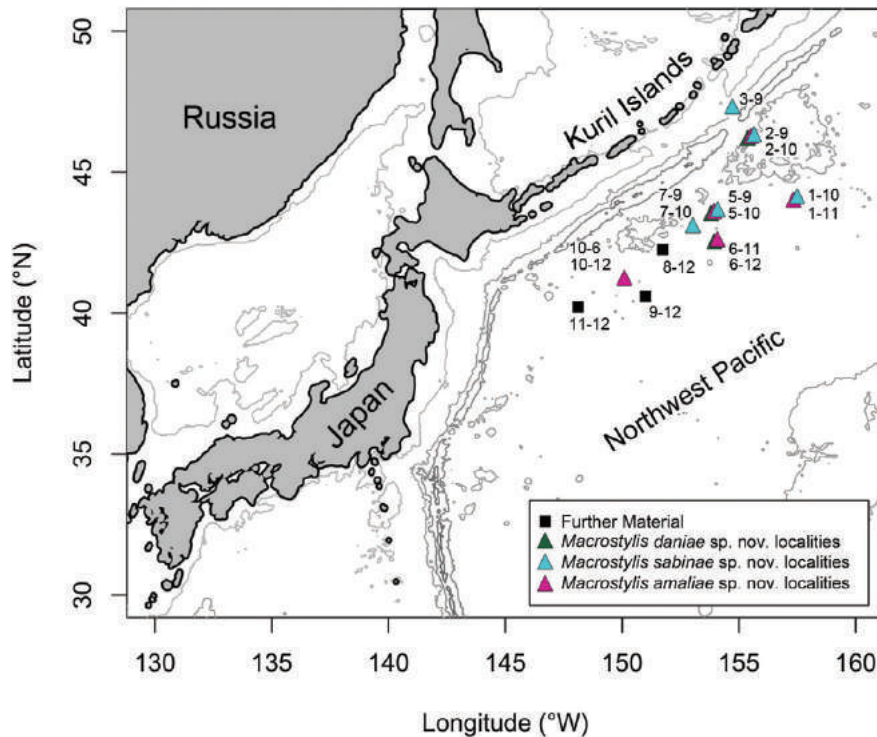 50
45
40
35
30
Latitude (°N)
Russia
Kuril Islands
Japan
Northwest Pacific
3-9
2-9
2-10
7-9
7-10
5-9
5-10
1-10
1-11
10-6
10-12
8-12
6-11
6-12
11-12
9-12
Further Material
Macrostylis daniae sp. nov. localities
Macrostylis sabinae sp. nov. localities
Macrostylis amaliae sp. nov. localities
130 135 140 145 150 155 160
Longitude (°W)